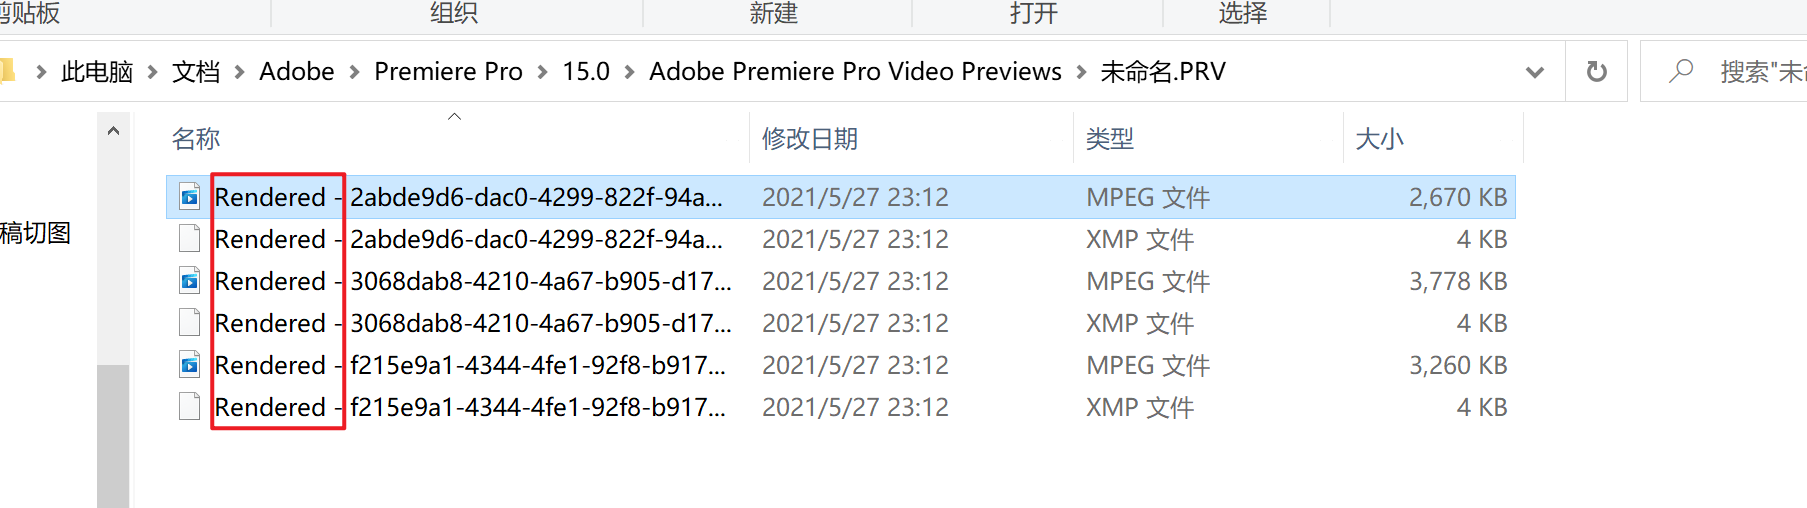 剪贴板 组织 新建 打开 选择
此电脑 文档 Adobe Premiere Pro 15.0 Adobe Premiere Pro Video Previews 未命名.PRV 搜索"未
名称 修改日期 类型 大小
Rendered - 2abde9d6-dac0-4299-822f-94a... 2021/5/27 23:12 MPEG 文件 2,670 KB
稿切图 Rendered - 2abde9d6-dac0-4299-822f-94a... 2021/5/27 23:12 XMP 文件 4 KB
Rendered - 3068dab8-4210-4a67-b905-d17... 2021/5/27 23:12 MPEG 文件 3,778 KB
Rendered - 3068dab8-4210-4a67-b905-d17... 2021/5/27 23:12 XMP 文件 4 KB
Rendered - f215e9a1-4344-4fe1-92f8-b917... 2021/5/27 23:12 MPEG 文件 3,260 KB
Rendered - f215e9a1-4344-4fe1-92f8-b917... 2021/5/27 23:12 XMP 文件 4 KB